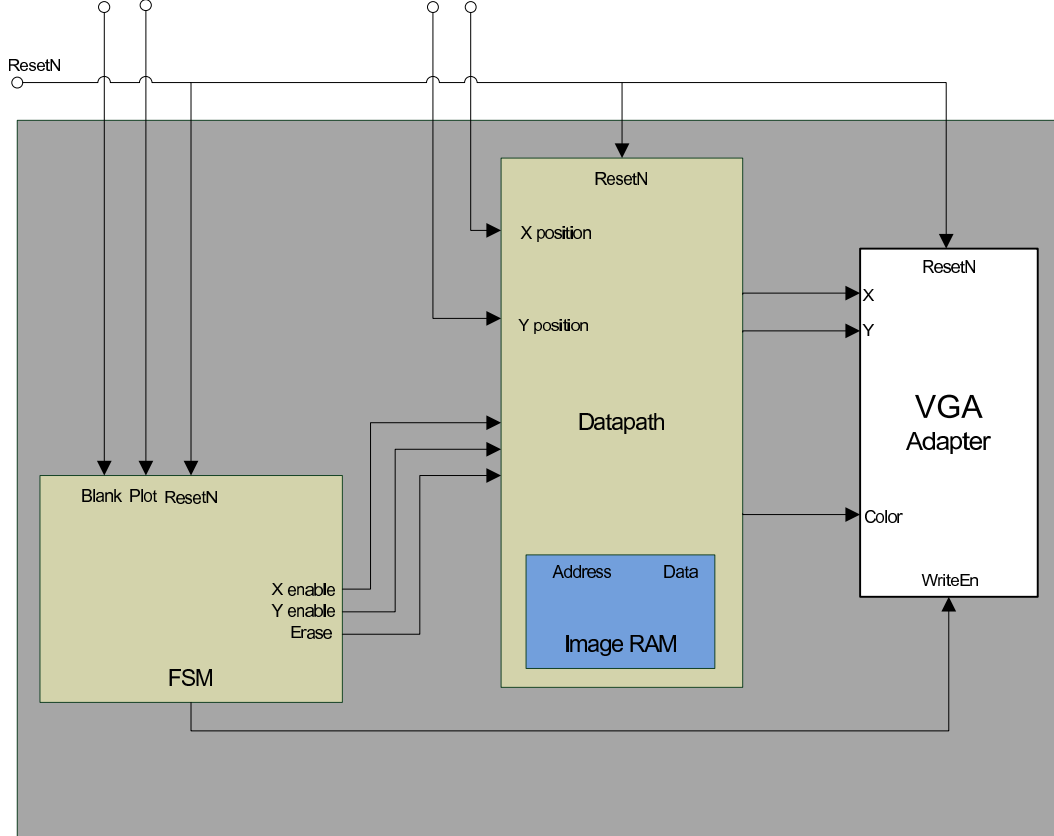 ResetN
ResetN
X position
Y position
ResetN
X
Y
Datapath
VGA
Adapter
Blank Plot ResetN
Color
X enable
Y enable
Erase
Address Data
WriteEn
Image RAM
FSM